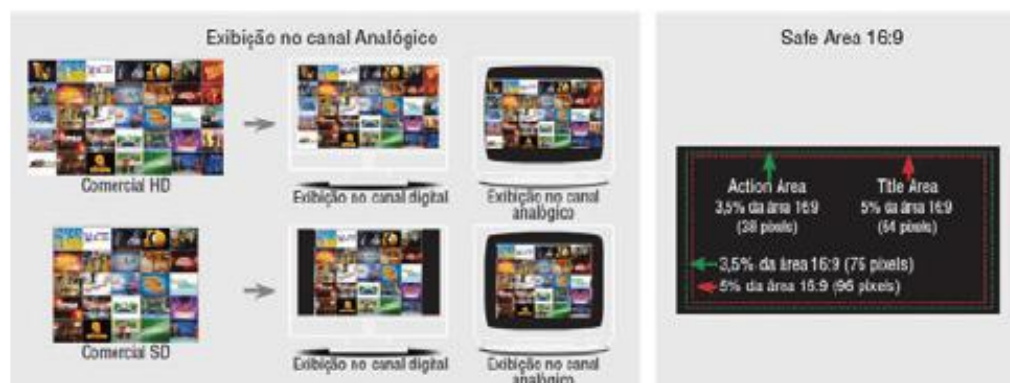 Exibição no canal Analógico
Comercial HD
Exibição no canal digital
Exibição no canal
analógico
Comercial SD
Exibição no canal digital
Exibição no canal
analógico
Safe Area 16:9
Action Area
3,5% da área 16:9
(38 pixels)
Title Area
5% da área 16:9
(54 pixels)
3,5% da área 16:9 (75 pixels)
5% da área 16:9 (96 pixels)